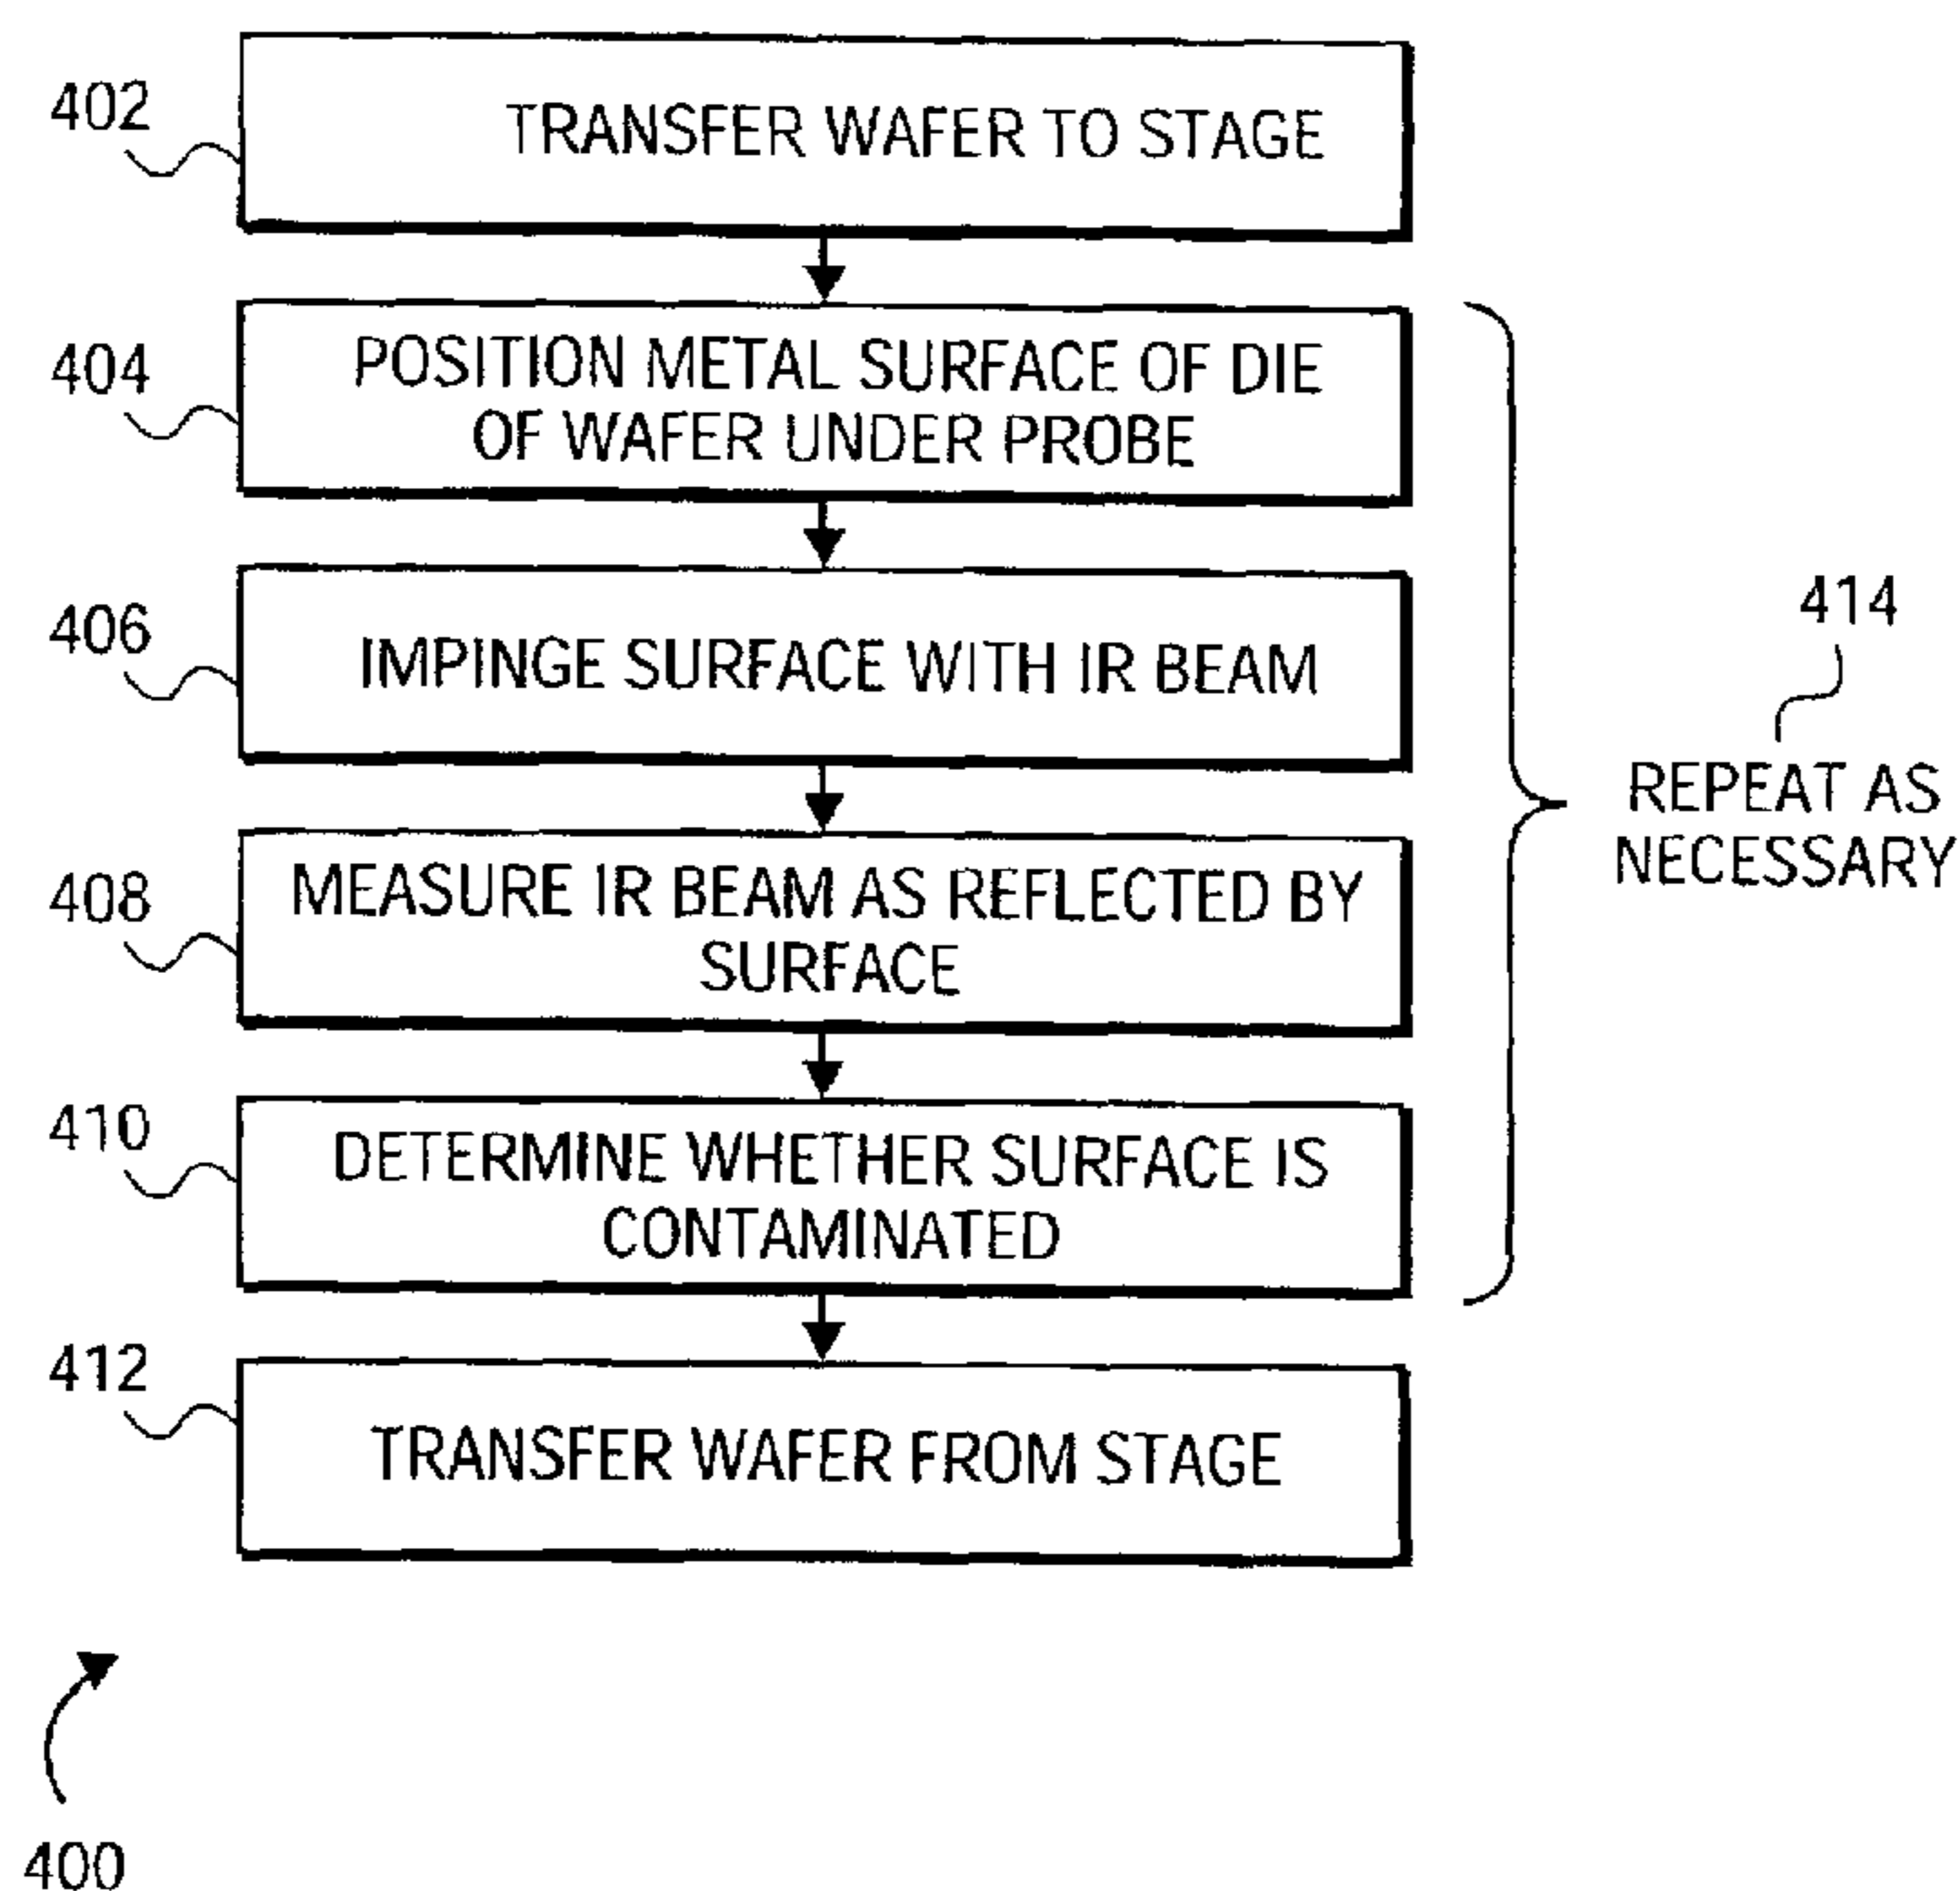 402
TRANSFER WAFER TO STAGE
404
POSITION METAL SURFACE OF DIE
OF WAFER UNDER PROBE
406
IMPINGE SURFACE WITH IR BEAM
414
REPEAT AS
NECESSARY
408
MEASURE IR BEAM AS REFLECTED BY
SURFACE
410
DETERMINE WHETHER SURFACE IS
CONTAMINATED
412
TRANSFER WAFER FROM STAGE
400